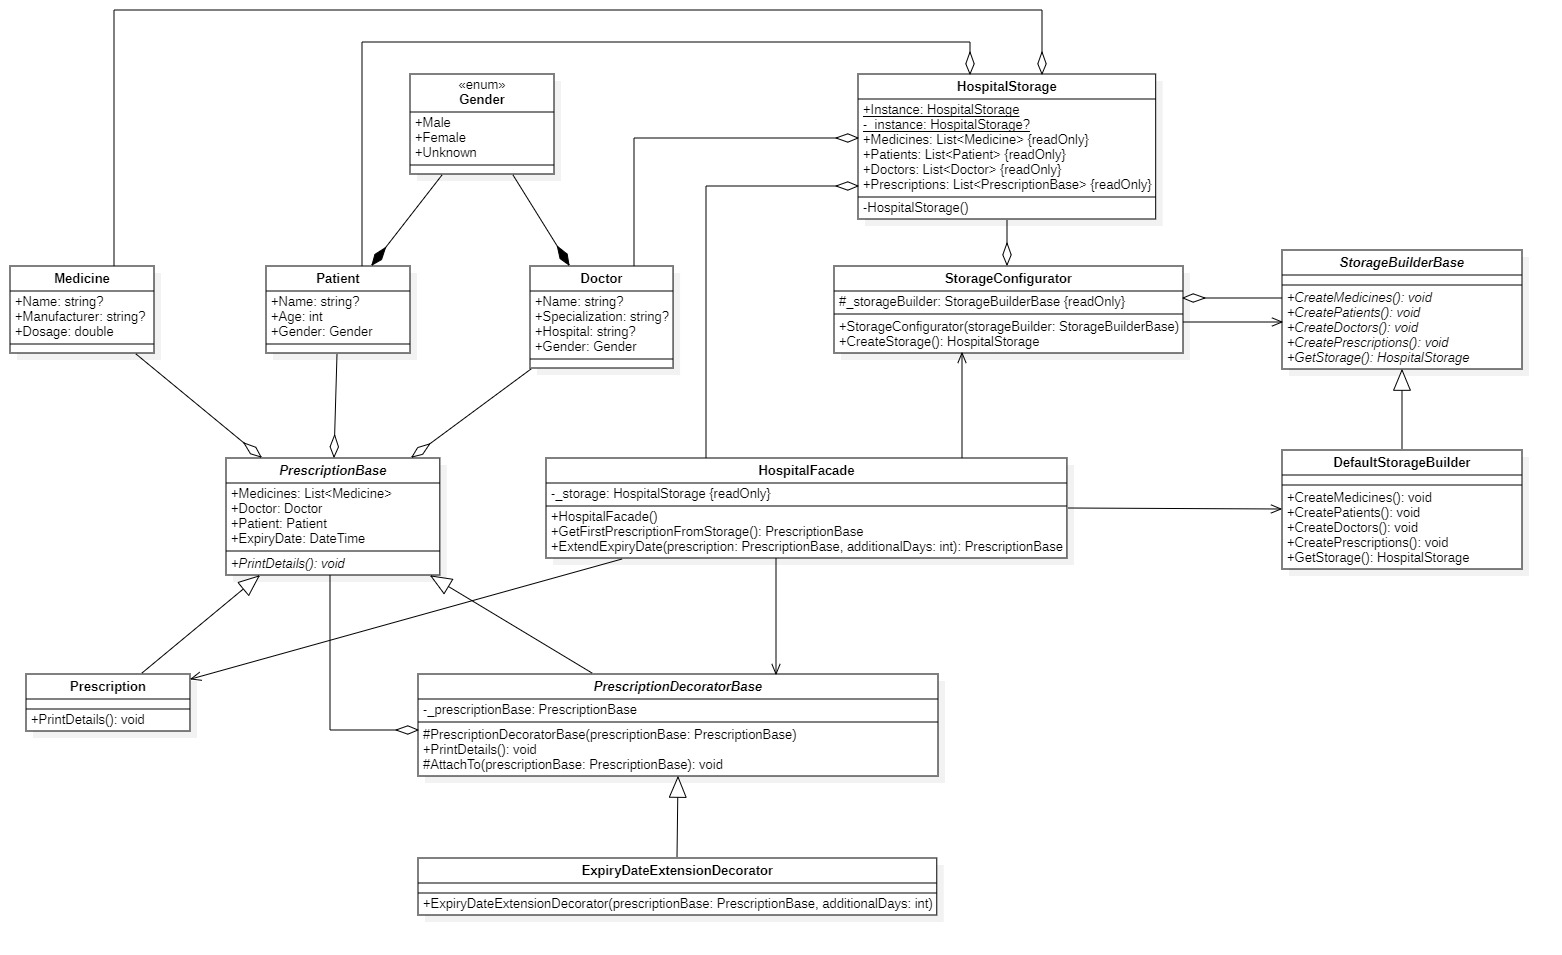 «enum»
Gender
+Male
+Female
+Unknown
HospitalStorage
+Instance: HospitalStorage
-_instance: HospitalStorage?
+Medicines: List<Medicine> {readOnly}
+Patients: List<Patient> {readOnly}
+Doctors: List<Doctor> {readOnly}
+Prescriptions: List<PrescriptionBase> {readOnly}
-HospitalStorage()
Medicine
+Name: string?
+Manufacturer: string?
+Dosage: double
Patient
+Name: string?
+Age: int
+Gender: Gender
Doctor
+Name: string?
+Specialization: string?
+Hospital: string?
+Gender: Gender
StorageConfigurator
#_storageBuilder: StorageBuilderBase {readOnly}
+StorageConfigurator(storageBuilder: StorageBuilderBase)
+CreateStorage(): HospitalStorage
StorageBuilderBase
+CreateMedicines(): void
+CreatePatients(): void
+CreateDoctors(): void
+CreatePrescriptions(): void
+GetStorage(): HospitalStorage
PrescriptionBase
+Medicines: List<Medicine>
+Doctor: Doctor
+Patient: Patient
+ExpiryDate: DateTime
+PrintDetails(): void
HospitalFacade
-_storage: HospitalStorage {readOnly}
+HospitalFacade()
+GetFirstPrescriptionFromStorage(): PrescriptionBase
+ExtendExpiryDate(prescription: PrescriptionBase, additionalDays: int): PrescriptionBase
DefaultStorageBuilder
+CreateMedicines(): void
+CreatePatients(): void
+CreateDoctors(): void
+CreatePrescriptions(): void
+GetStorage(): HospitalStorage
Prescription
+PrintDetails(): void
PrescriptionDecoratorBase
-_prescriptionBase: PrescriptionBase
#PrescriptionDecoratorBase(prescriptionBase: PrescriptionBase)
+PrintDetails(): void
#AttachTo(prescriptionBase: PrescriptionBase): void
ExpiryDateExtensionDecorator
+ExpiryDateExtensionDecorator(prescriptionBase: PrescriptionBase, additionalDays: int)